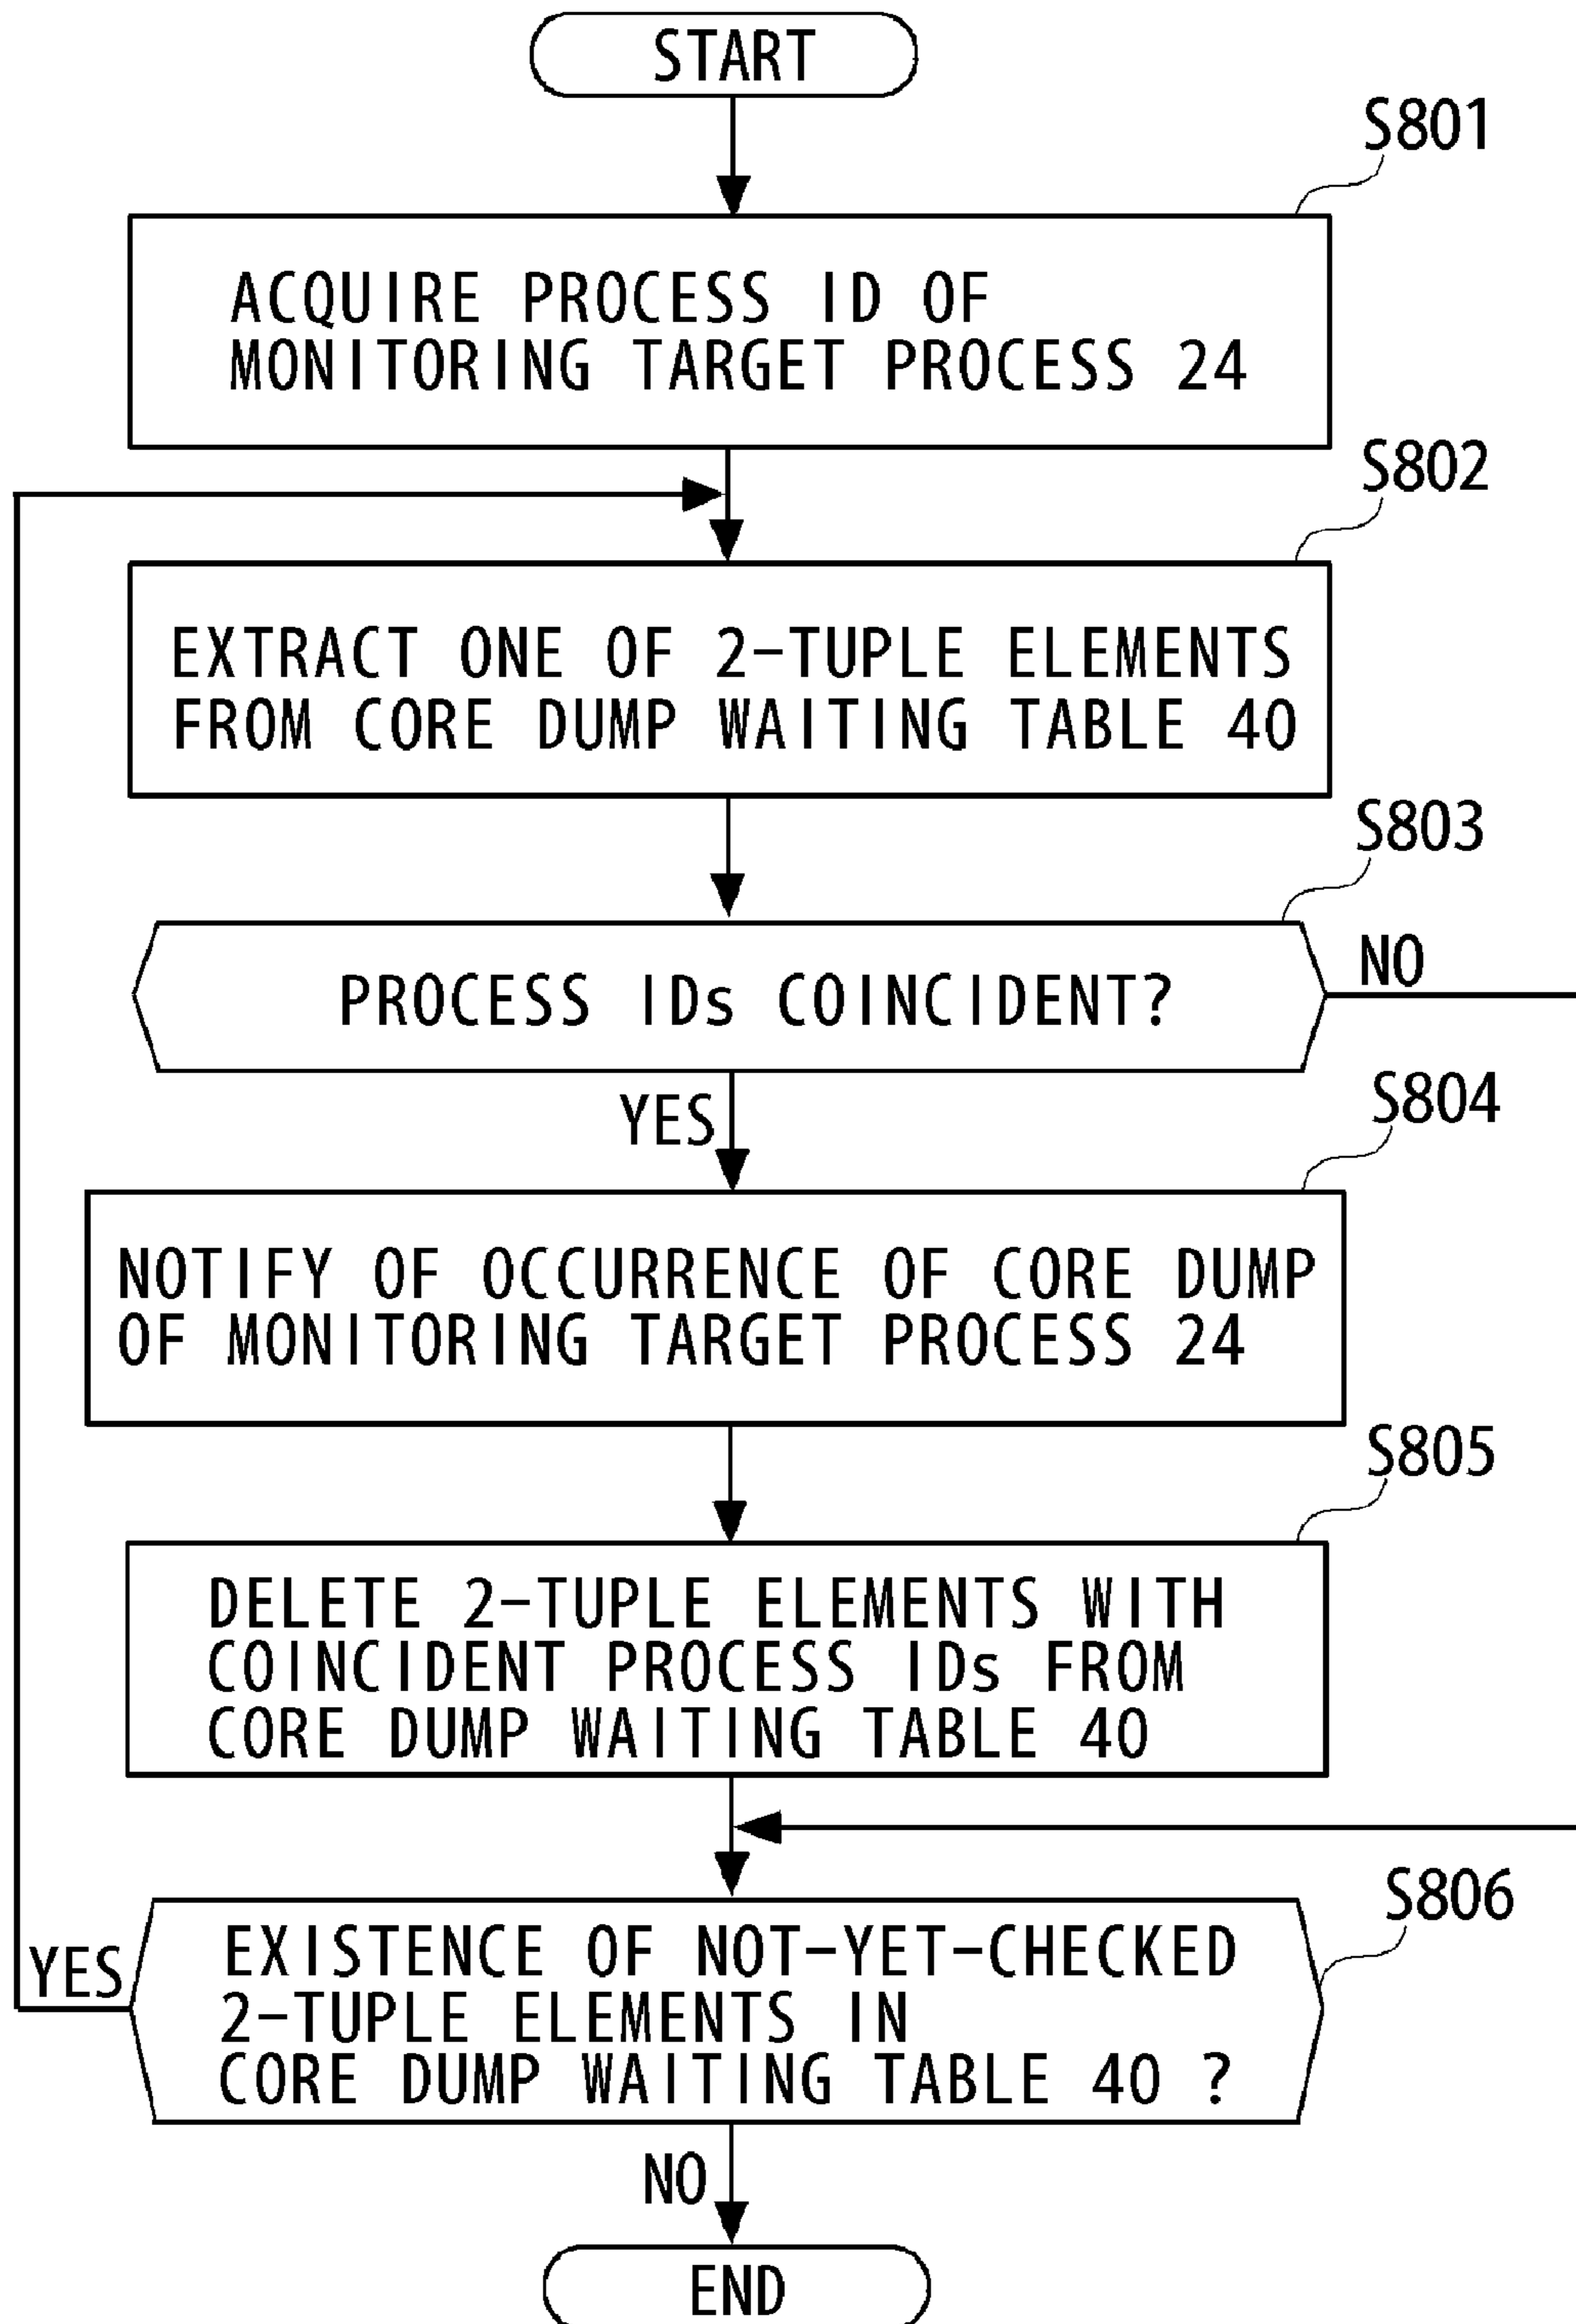 START
S801
ACQUIRE PROCESS ID OF
MONITORING TARGET PROCESS 24
S802
EXTRACT ONE OF 2-TUPLE ELEMENTS
FROM CORE DUMP WAITING TABLE 40
S803
PROCESS IDs COINCIDENT?
NO
YES
S804
NOTIFY OF OCCURRENCE OF CORE DUMP
OF MONITORING TARGET PROCESS 24
S805
DELETE 2-TUPLE ELEMENTS WITH
COINCIDENT PROCESS IDs FROM
CORE DUMP WAITING TABLE 40
S806
YES
EXISTENCE OF NOT-YET-CHECKED
2-TUPLE ELEMENTS IN
CORE DUMP WAITING TABLE 40 ?
NO
END